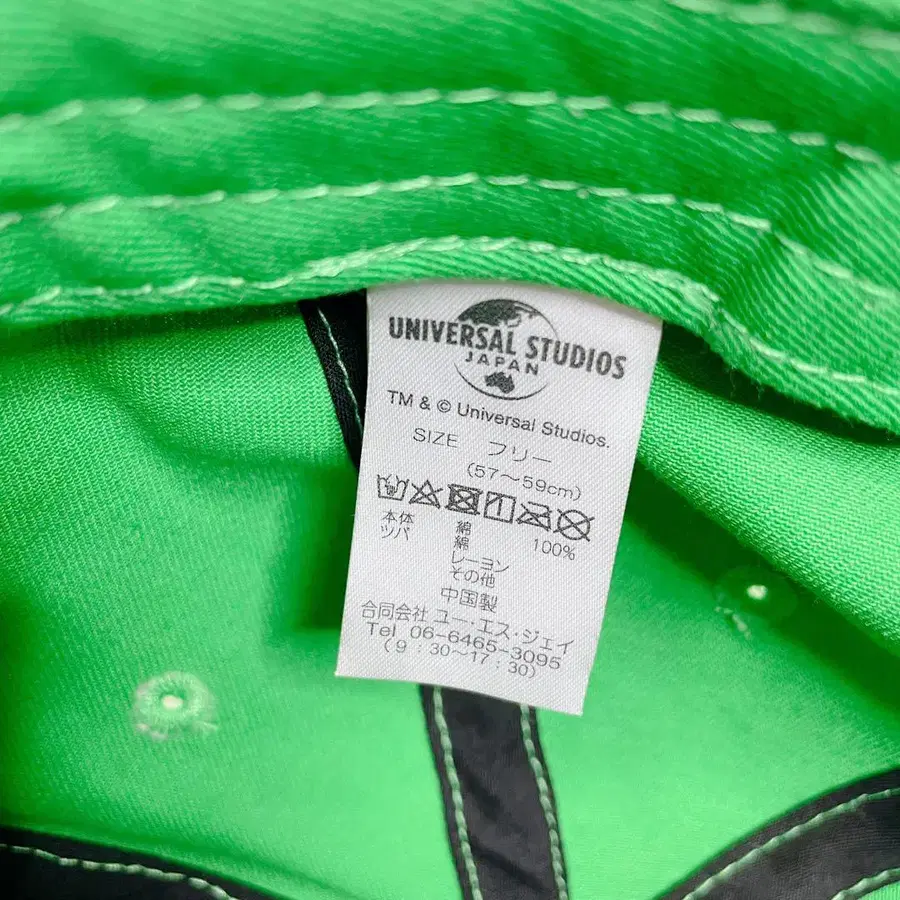 UNIVERSAL STUDIOS
JAPAN
TM & © Universal Studios.
SIZE フリー
(57〜59cm)
本体 綿 100%
ツバ 綿
レーヨン
その他
中国製
合同会社 ユー・エス・ジェイ
Tel 06-6465-3095
(9:30〜17:30)